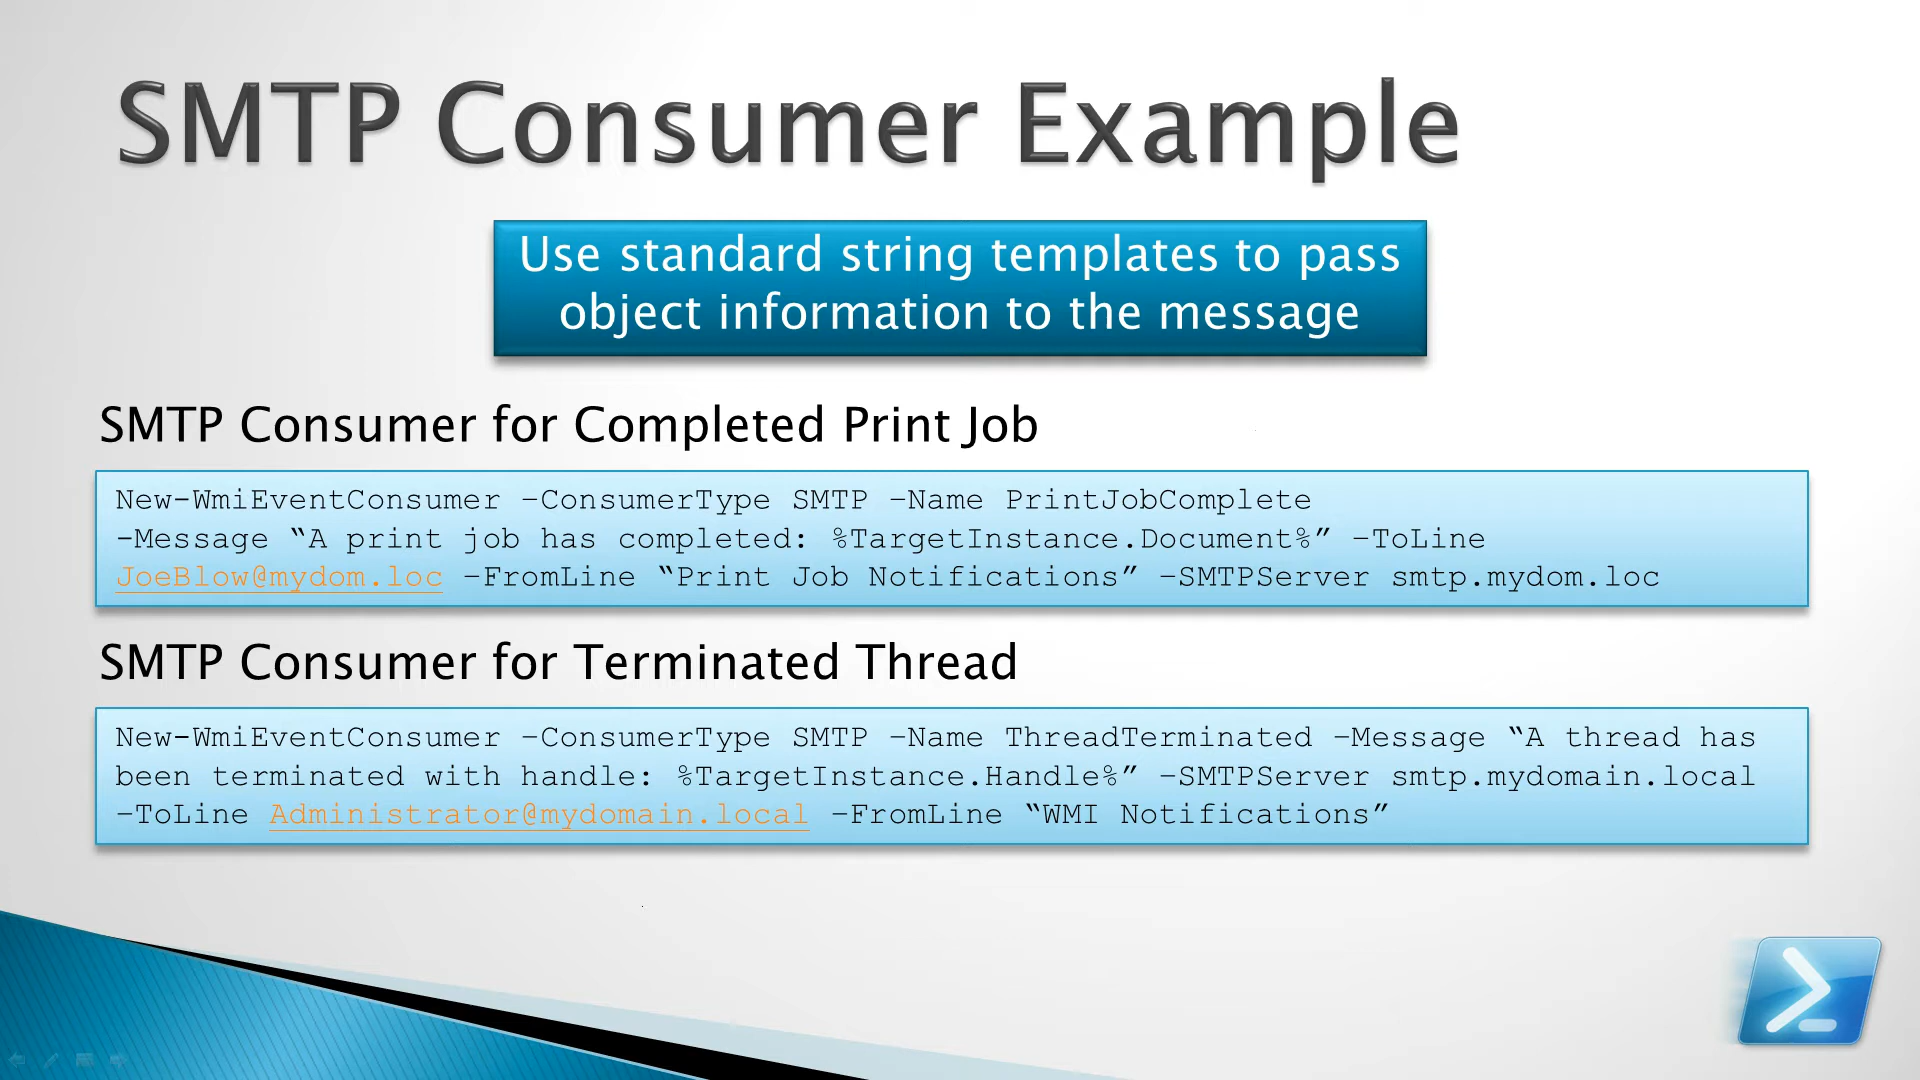 SMTP Consumer Example
Use standard string templates to pass
object information to the message
SMTP Consumer for Completed Print Job
New-WmiEventConsumer –ConsumerType SMTP –Name PrintJobComplete
-Message “A print job has completed: %TargetInstance.Document%” –ToLine
JoeBlow@mydom.loc –FromLine “Print Job Notifications” –SMTPServer smtp.mydom.loc
SMTP Consumer for Terminated Thread
New-WmiEventConsumer –ConsumerType SMTP –Name ThreadTerminated –Message “A thread has
been terminated with handle: %TargetInstance.Handle%” –SMTPServer smtp.mydomain.local
–ToLine Administrator@mydomain.local –FromLine “WMI Notifications”